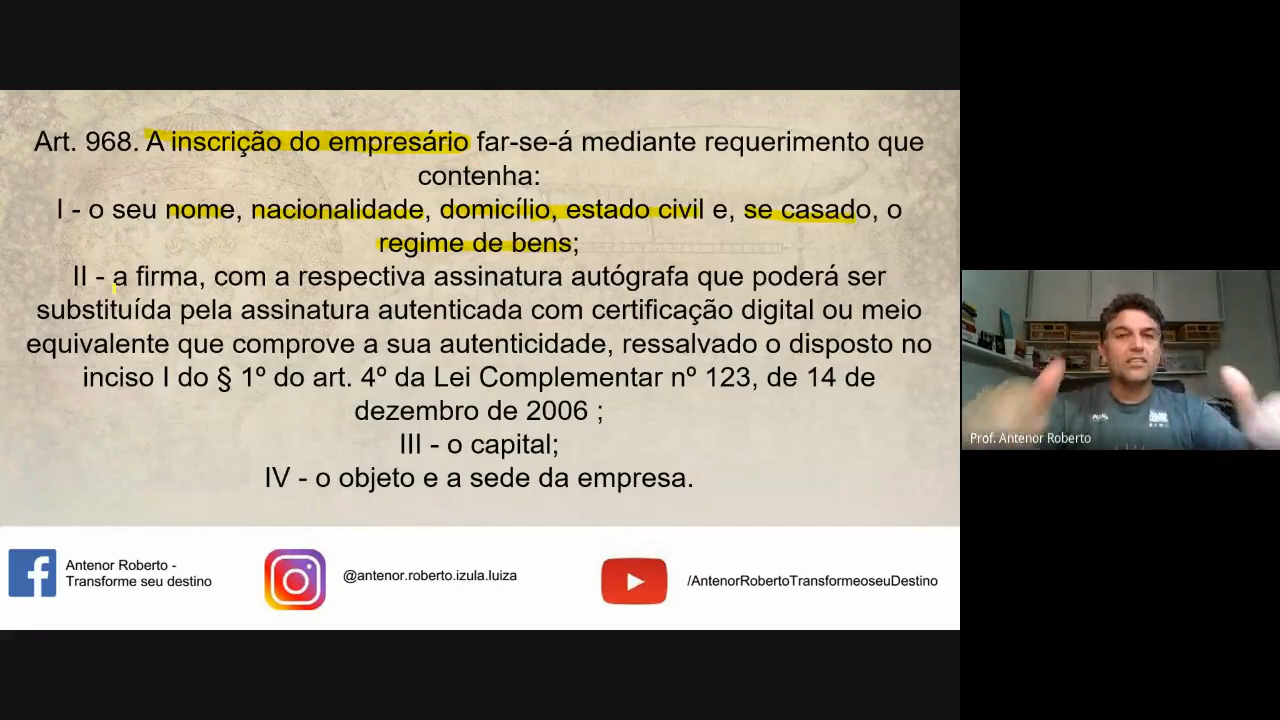 Art. 968. A inscrição do empresário far-se-á mediante requerimento que
contenha:
I - o seu nome, nacionalidade, domicílio, estado civil e, se casado, o
regime de bens;
II - a firma, com a respectiva assinatura autógrafa que poderá ser
substituída pela assinatura autenticada com certificação digital ou meio
equivalente que comprove a sua autenticidade, ressalvado o disposto no
inciso I do § 1º do art. 4º da Lei Complementar nº 123, de 14 de
dezembro de 2006 ;
III - o capital;
IV - o objeto e a sede da empresa.
Prof. Antenor Roberto
Antenor Roberto -
Transforme seu destino
@antenor.roberto.izula.luiza
/AntenorRobertoTransformeoseuDestino